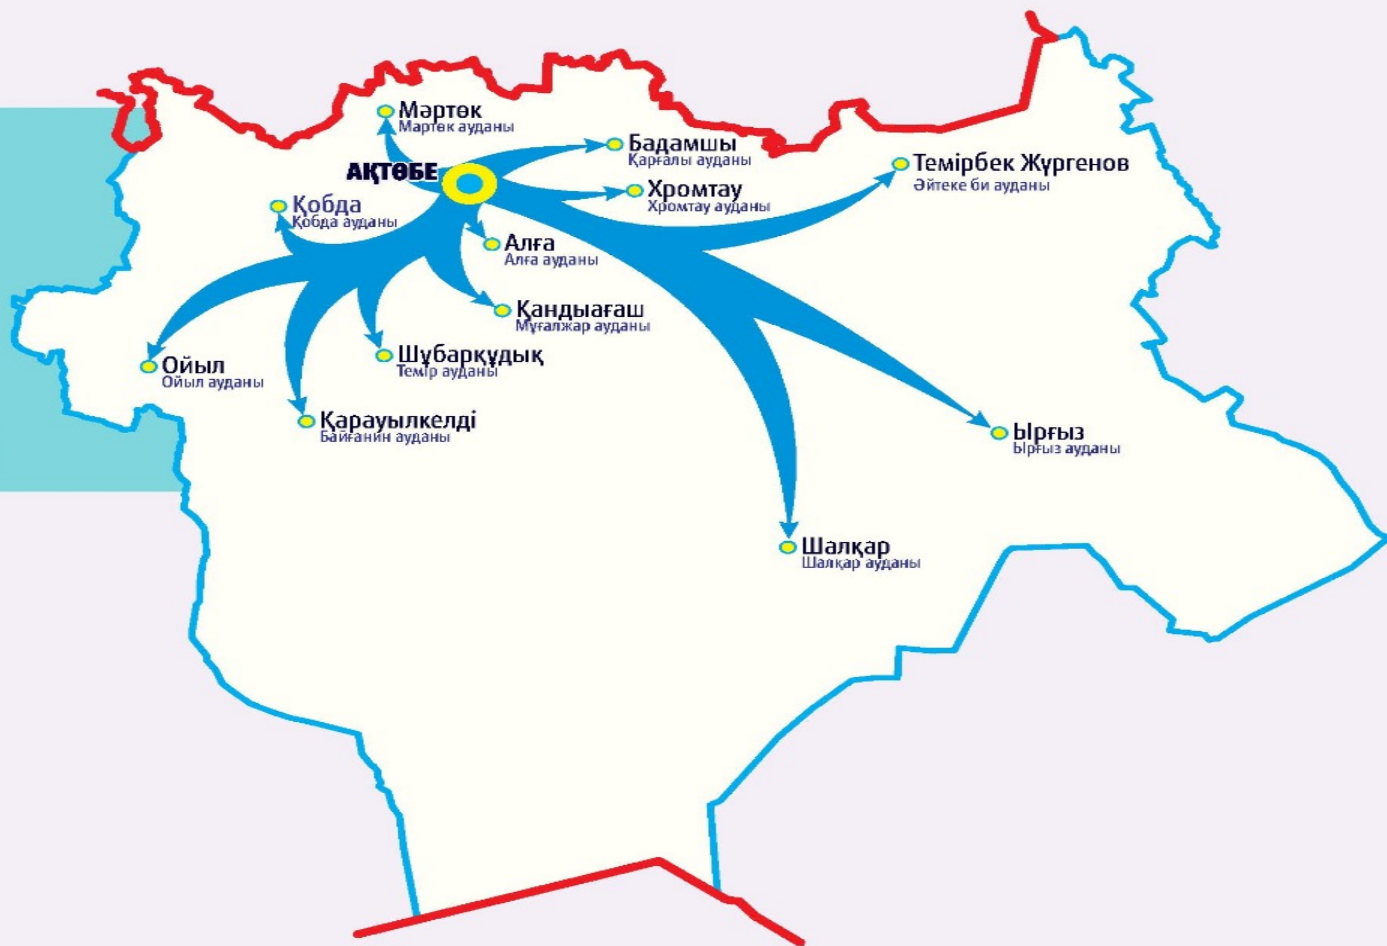 Мәртөк
Мәртөк ауданы
Бадамшы
Қарғалы ауданы
Темірбек Жүргенов
Әйтеке би ауданы
АҚТӨБЕ
Хромтау
Хромтау ауданы
Қобда
Қобда ауданы
Алға
Алға ауданы
Қандыағаш
Мұғалжар ауданы
Шұбарқұдық
Темір ауданы
Ойыл
Ойыл ауданы
Қарауылкелді
Байғанин ауданы
Ырғыз
Ырғыз ауданы
Шалқар
Шалқар ауданы